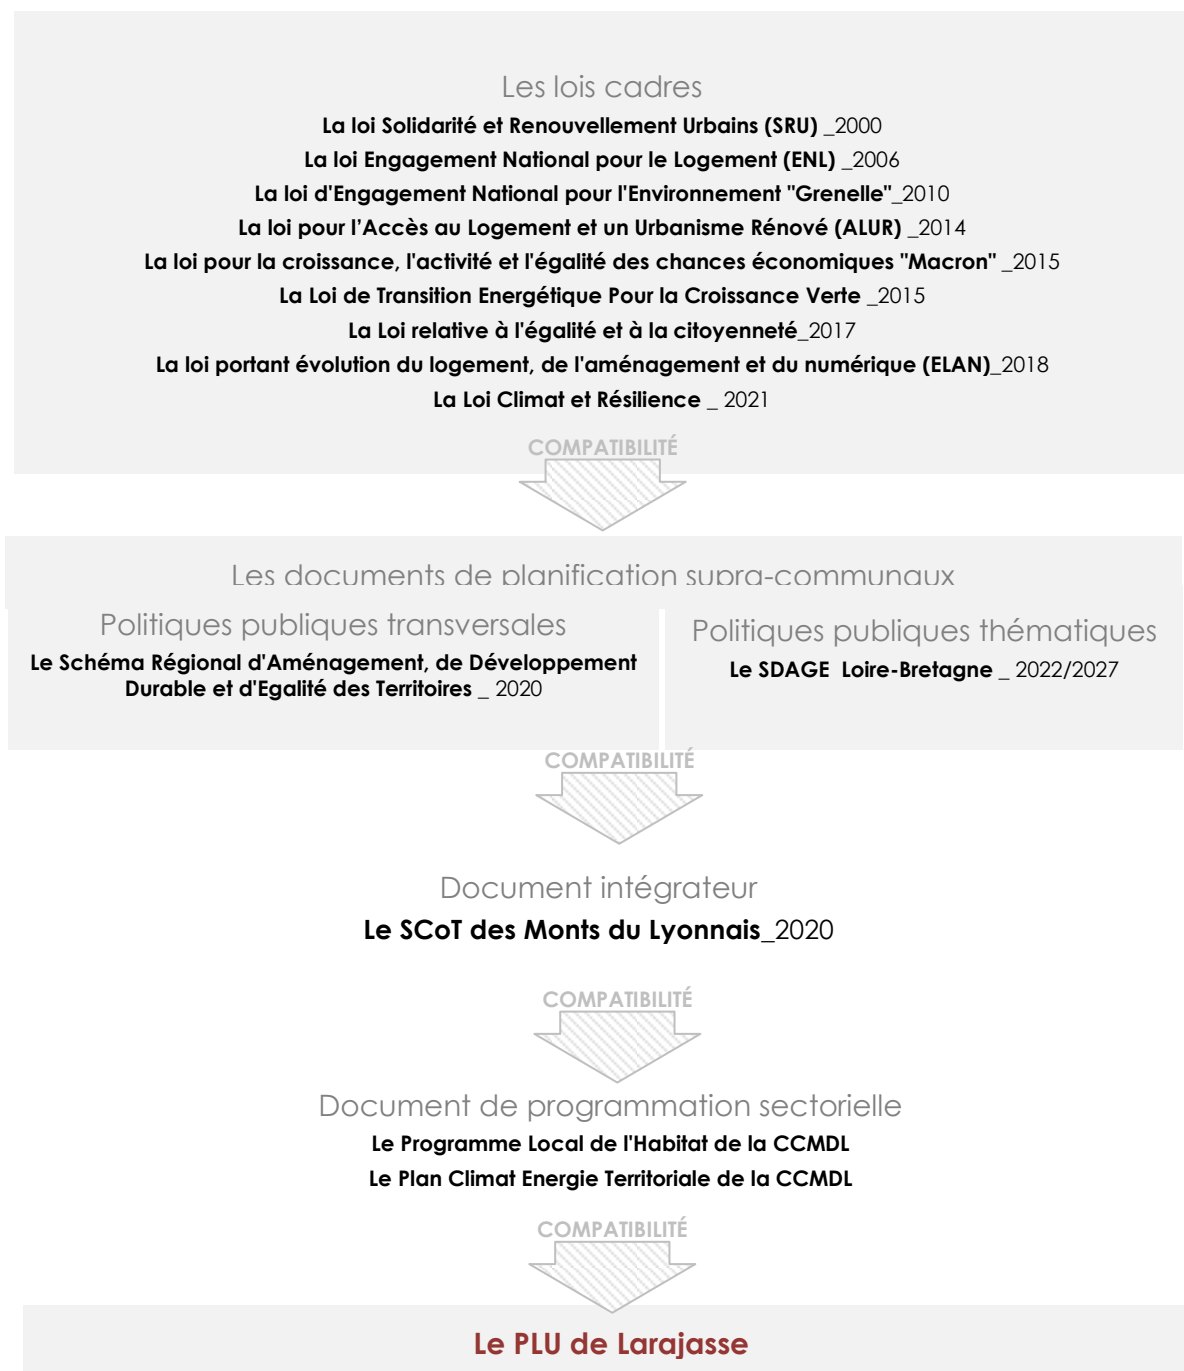 Les lois cadres
La loi Solidarité et Renouvellement Urbains (SRU) _2000
La loi Engagement National pour le Logement (ENL) _2006
La loi d'Engagement National pour l'Environnement "Grenelle"_2010
La loi pour l’Accès au Logement et un Urbanisme Rénové (ALUR) _2014
La loi pour la croissance, l'activité et l'égalité des chances économiques "Macron" _2015
La Loi de Transition Energétique Pour la Croissance Verte _2015
La Loi relative à l'égalité et à la citoyenneté_2017
La loi portant évolution du logement, de l'aménagement et du numérique (ELAN)_2018
La Loi Climat et Résilience _ 2021
COMPATIBILITÉ
Les documents de planification supra-communaux
Politiques publiques transversales
Le Schéma Régional d'Aménagement, de Développement
Durable et d'Egalité des Territoires _ 2020
Politiques publiques thématiques
Le SDAGE Loire-Bretagne _ 2022/2027
COMPATIBILITÉ
Document intégrateur
Le SCoT des Monts du Lyonnais_2020
COMPATIBILITÉ
Document de programmation sectorielle
Le Programme Local de l'Habitat de la CCMDL
Le Plan Climat Energie Territoriale de la CCMDL
COMPATIBILITÉ
Le PLU de Larajasse